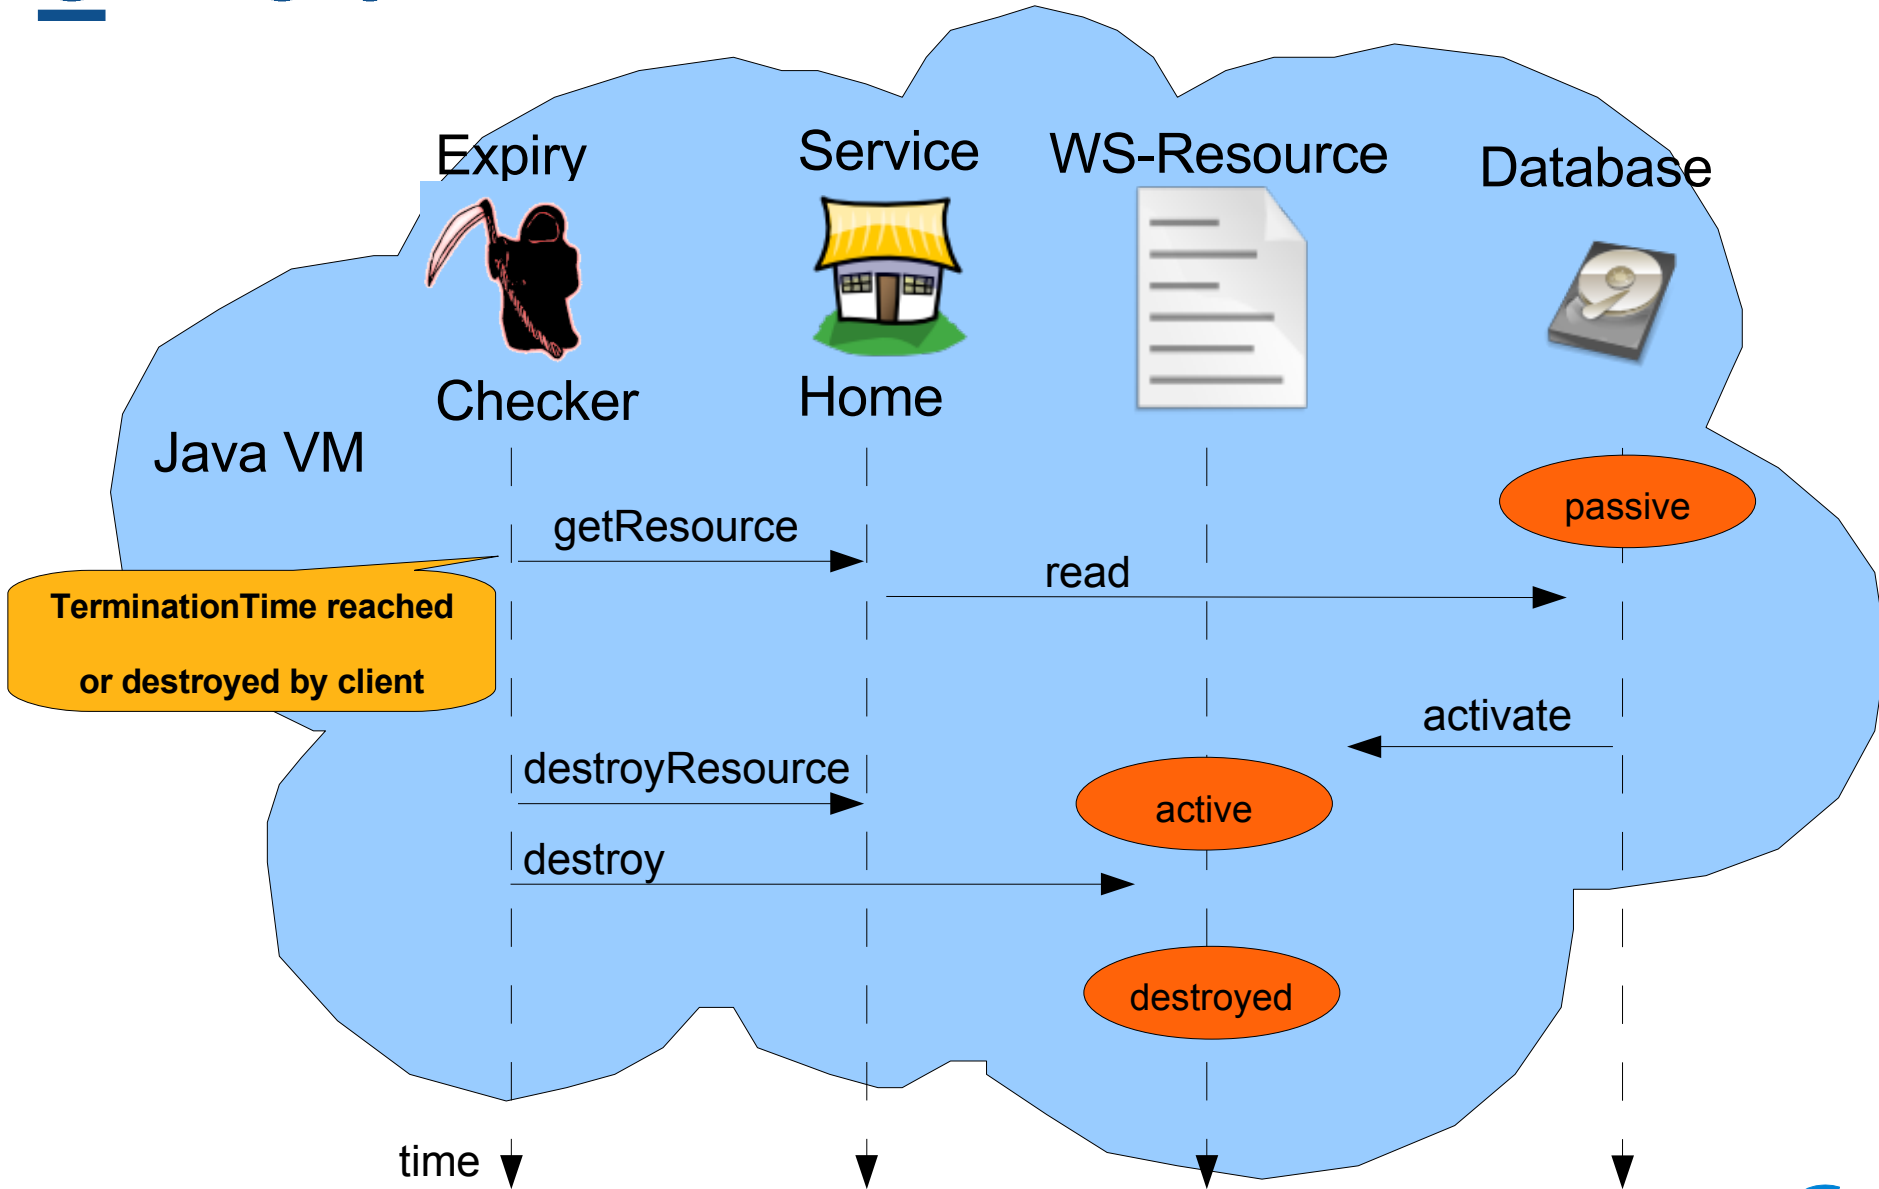 Expiry
Service
WS-Resource
Database
Checker
Home
Java VM
passive
getResource
read
TerminationTime reached
or destroyed by client
activate
destroyResource
active
destroy
destroyed
time